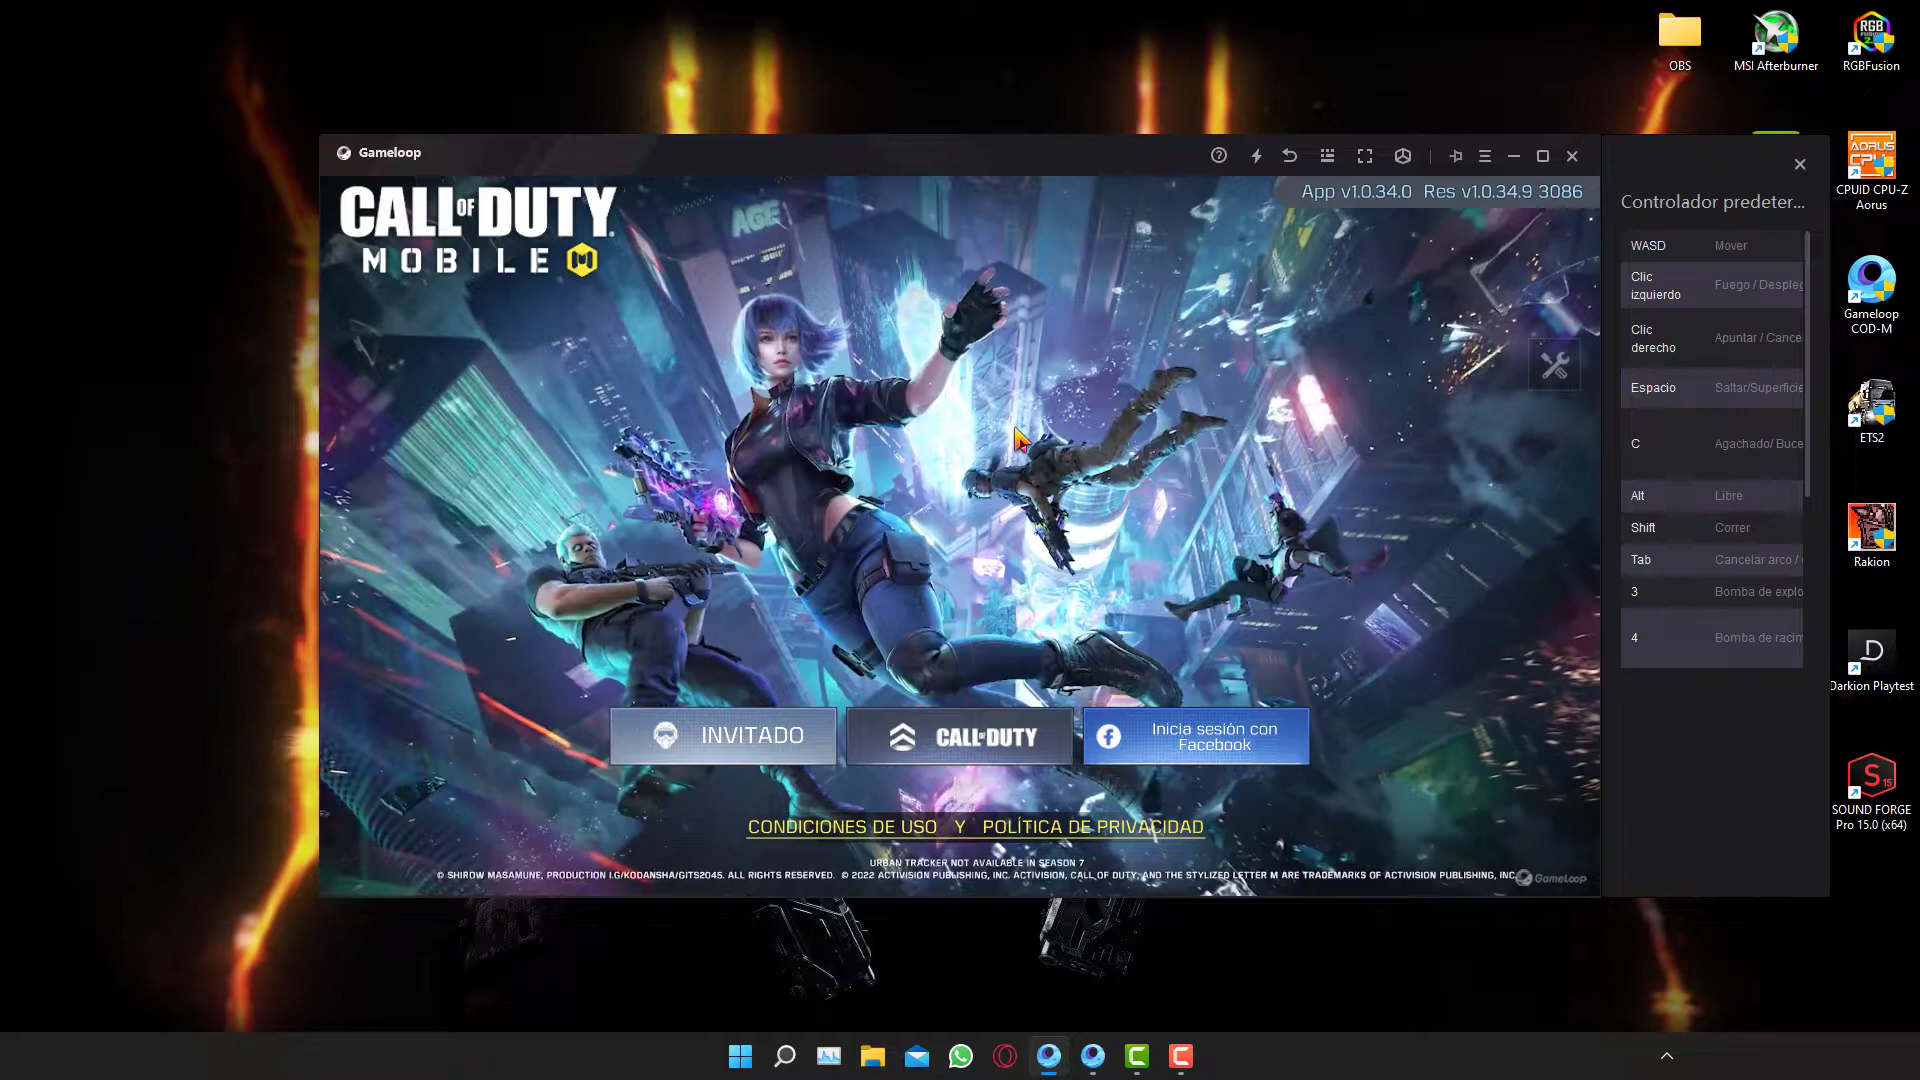 OBS
MSI Afterburner
RGBFusion
Gameloop
CALL OF DUTY
MOBILE
AGE
App v1.0.34.0 Res v1.0.34.9 3086
Controlador predeter...
WASD Mover
Clic
izquierdo
Fuego / Despleg
Clic
derecho
Apuntar / Cance
Espacio Saltar/Superficie
C Agachado/ Buce
Alt Libre
Shift Correr
Tab Cancelar arco /
3 Bomba de explo
4 Bomba de racim
INVITADO
CALL OF DUTY
Inicia sesión con
Facebook
CONDICIONES DE USO Y POLÍTICA DE PRIVACIDAD
URBAN TRACKER NOT AVAILABLE IN SEASON 7
© SHIROW MASAMUNE, PRODUCTION I.G/KODANSHA/GITS2045. ALL RIGHTS RESERVED. © 2022 ACTIVISION PUBLISHING, INC. ACTIVISION, CALL OF DUTY, AND THE STYLIZED LETTER M ARE TRADEMARKS OF ACTIVISION PUBLISHING, INC.
GameLoop
AORUS
CPUID CPU-Z
Aorus
Gameloop
COD-M
ETS2
Rakion
Darkion Playtest
SOUND FORGE
Pro 15.0 (x64)